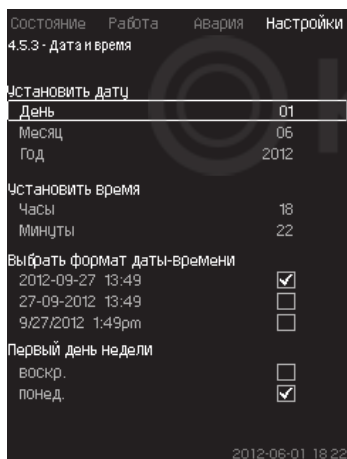 Состояние Работа Авария Настройки
4.5.3 - Дата и время
Установить дату
День 01
Месяц 06
Год 2012
Установить время
Часы 18
Минуты 22
Выбрать формат даты-времени
2012-09-27 13:49
27-09-2012 13:49
9/27/2012 1:49pm
Первый день недели
воскр.
понед.
2012-06-01 18:22